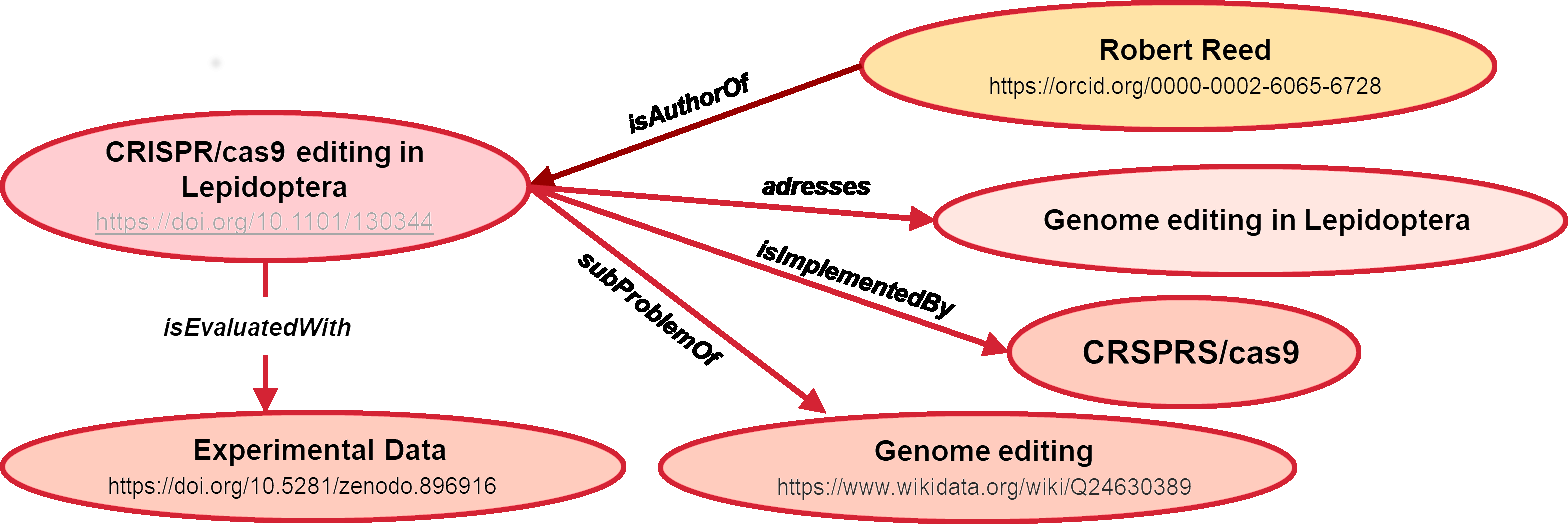 Robert Reed
https://orcid.org/0000-0002-6065-6728
isAuthorOf
CRISPR/cas9 editing in
Lepidoptera
https://doi.org/10.1101/130344
adresses
Genome editing in Lepidoptera
isImplementedBy
subProblemOf
isEvaluatedWith
CRSPRS/cas9
Experimental Data
https://doi.org/10.5281/zenodo.896916
Genome editing
https://www.wikidata.org/wiki/Q24630389